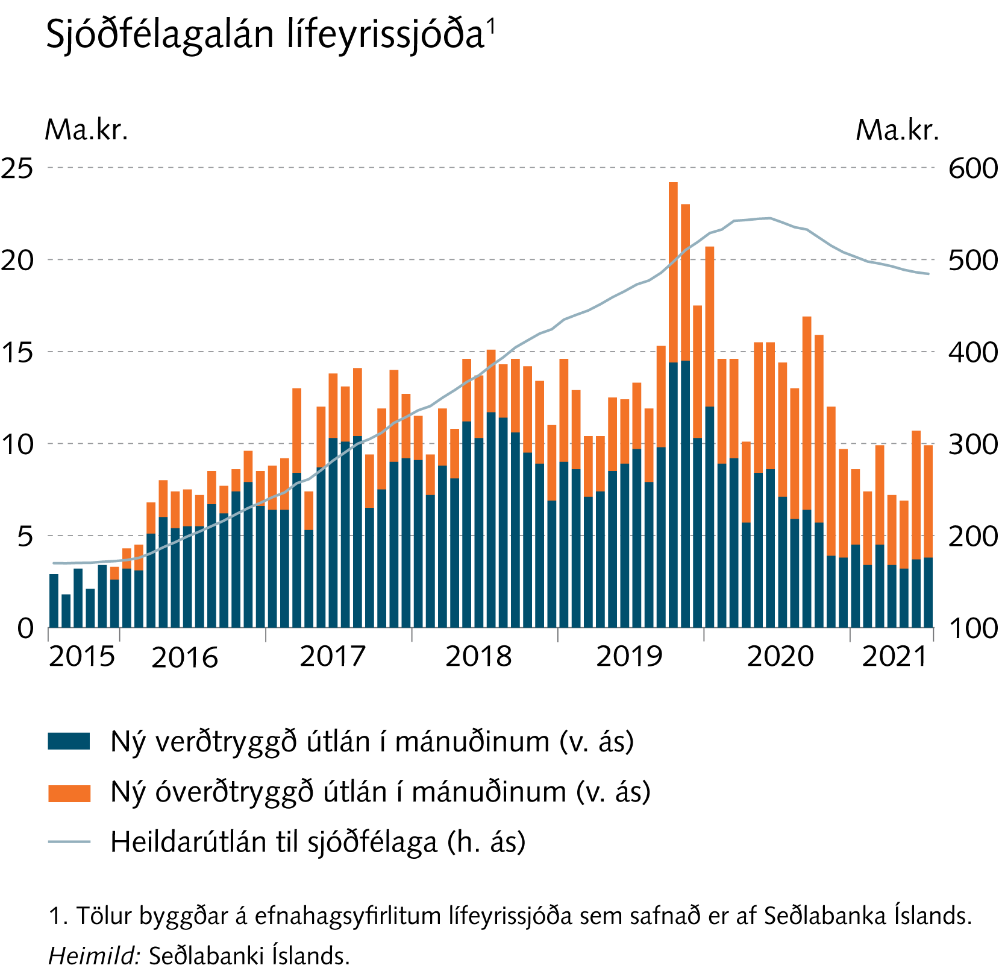 Sjóðfélagalán lífeyrissjóða¹
Ma.kr. Ma.kr.
25 600
20 500
15 400
10 300
5 200
0 100
2015 2016 2017 2018 2019 2020 2021
Ný verðtryggð útlán í mánuðinum (v. ás)
Ný óverðtryggð útlán í mánuðinum (v. ás)
Heildarútlán til sjóðfélaga (h. ás)
1. Tölur byggðar á efnahagsyfirlitum lífeyrissjóða sem safnað er af Seðlabanka Íslands.
Heimild: Seðlabanki Íslands.